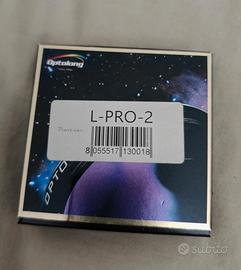 Optolong
L-PRO-2
8 055517 130018
OPTO
subito